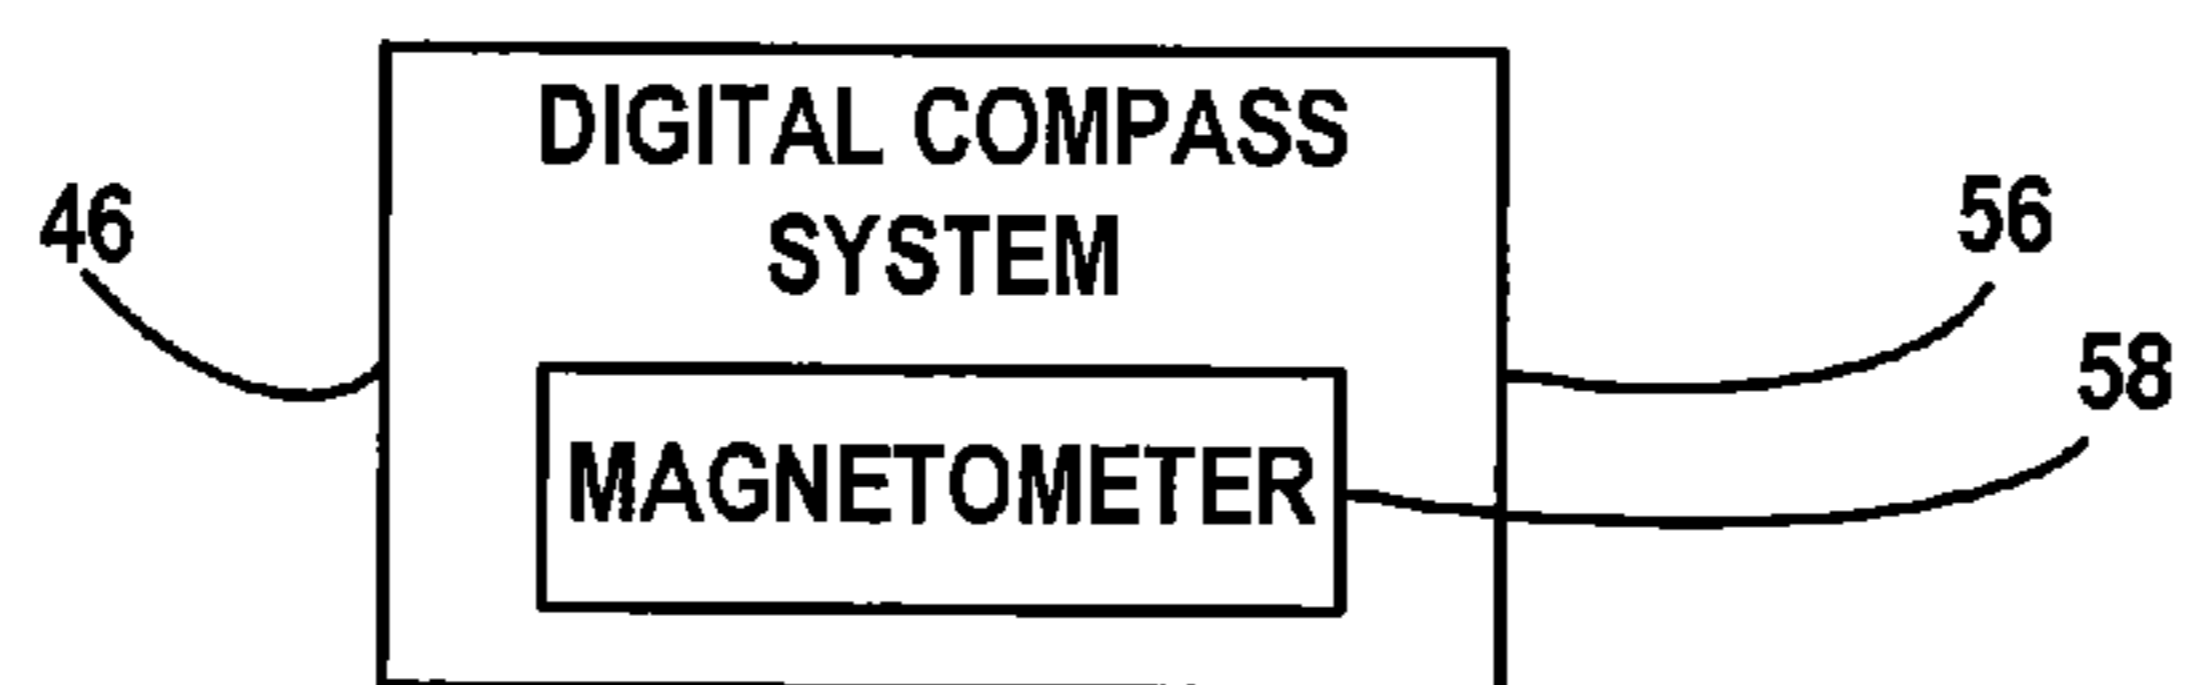 DIGITAL COMPASS
SYSTEM
46
56
58
MAGNETOMETER